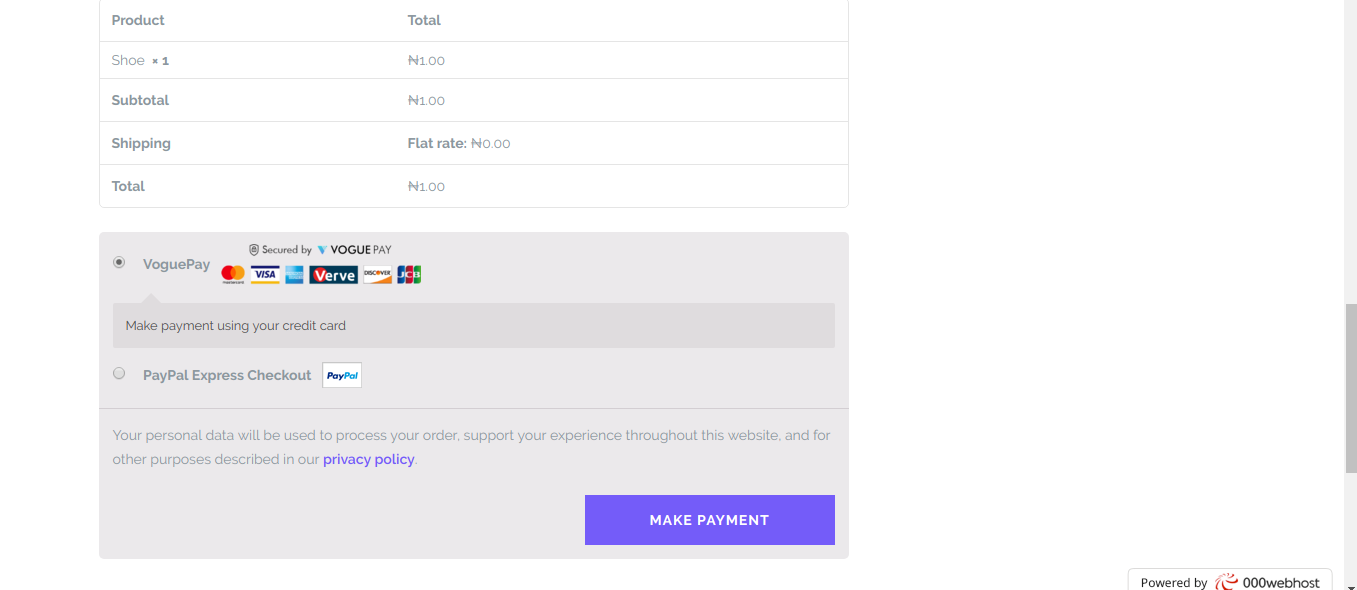 Product Total
Shoe × 1 ₦1.00
Subtotal ₦1.00
Shipping Flat rate: ₦0.00
Total ₦1.00
Secured by VOGUEPAY
VoguePay
mastercard VISA AMERICAN EXPRESS Verve DISCOVER JCB
Make payment using your credit card
PayPal Express Checkout PayPal
Your personal data will be used to process your order, support your experience throughout this website, and for
other purposes described in our privacy policy.
MAKE PAYMENT
Powered by 000webhost